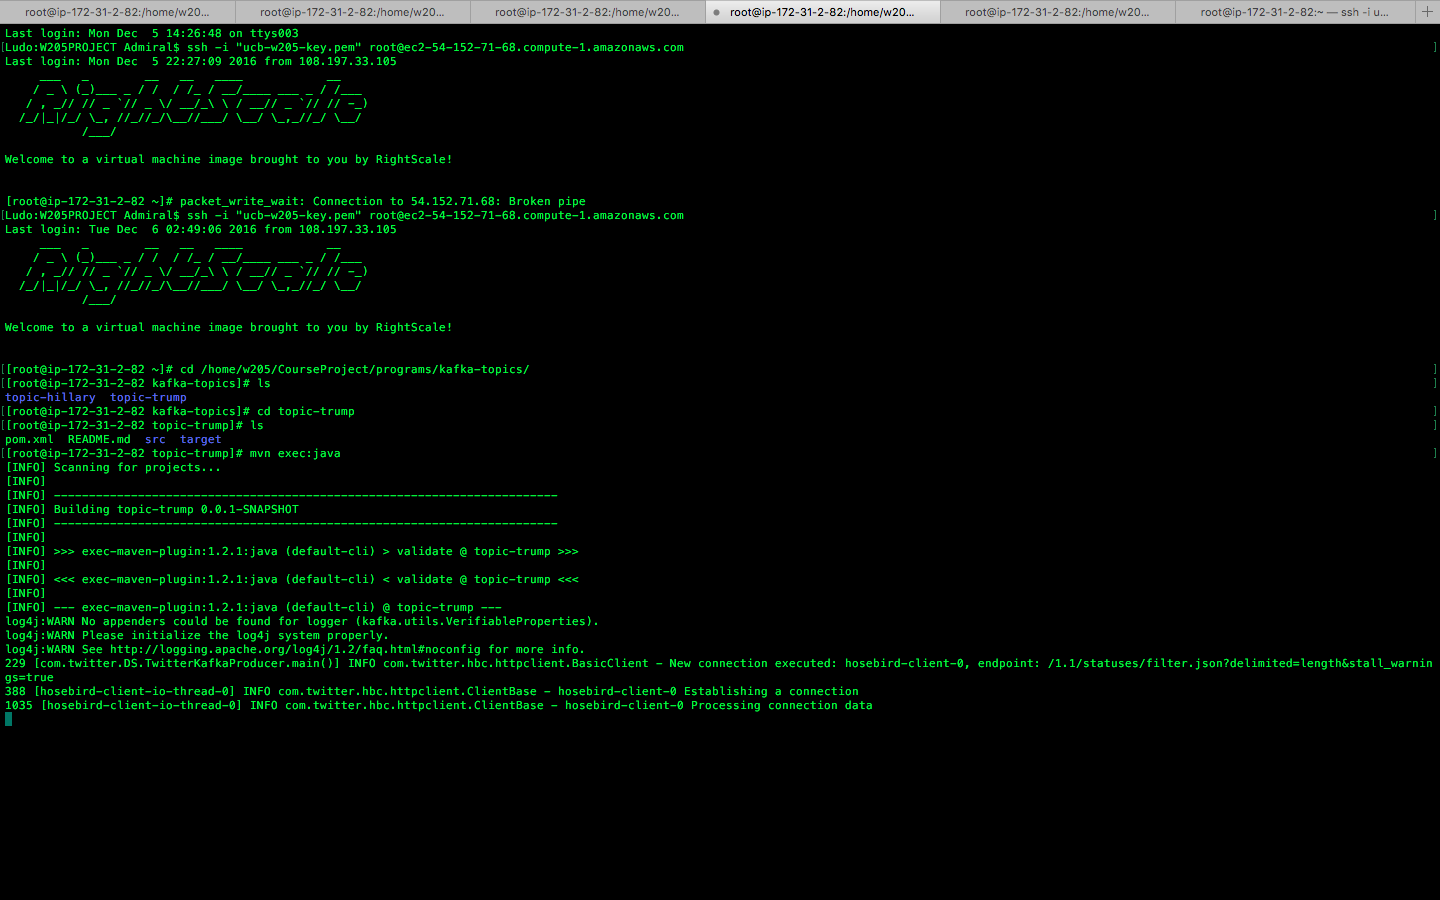 root@ip-172-31-2-82:/home/w20...
root@ip-172-31-2-82:/home/w20...
root@ip-172-31-2-82:/home/w20...
root@ip-172-31-2-82:/home/w20...
root@ip-172-31-2-82:/home/w20...
root@ip-172-31-2-82:~ — ssh -i u...
Last login: Mon Dec  5 14:26:48 on ttys003
[Ludo:W205PROJECT Admiral$ ssh -i "ucb-w205-key.pem" root@ec2-54-152-71-68.compute-1.amazonaws.com ]
Last login: Mon Dec  5 22:27:09 2016 from 108.197.33.105
RightScale
Welcome to a virtual machine image brought to you by RightScale!
[root@ip-172-31-2-82 ~]# packet_write_wait: Connection to 54.152.71.68: Broken pipe
[Ludo:W205PROJECT Admiral$ ssh -i "ucb-w205-key.pem" root@ec2-54-152-71-68.compute-1.amazonaws.com ]
Last login: Tue Dec  6 02:49:06 2016 from 108.197.33.105
RightScale
Welcome to a virtual machine image brought to you by RightScale!
[[root@ip-172-31-2-82 ~]# cd /home/w205/CourseProject/programs/kafka-topics/ ]
[[root@ip-172-31-2-82 kafka-topics]# ls ]
topic-hillary  topic-trump
[[root@ip-172-31-2-82 kafka-topics]# cd topic-trump ]
[[root@ip-172-31-2-82 topic-trump]# ls ]
pom.xml  README.md  src  target
[[root@ip-172-31-2-82 topic-trump]# mvn exec:java ]
[INFO] Scanning for projects...
[INFO]
[INFO] ------------------------------------------------------------------------
[INFO] Building topic-trump 0.0.1-SNAPSHOT
[INFO] ------------------------------------------------------------------------
[INFO]
[INFO] >>> exec-maven-plugin:1.2.1:java (default-cli) > validate @ topic-trump >>>
[INFO]
[INFO] <<< exec-maven-plugin:1.2.1:java (default-cli) < validate @ topic-trump <<<
[INFO]
[INFO] --- exec-maven-plugin:1.2.1:java (default-cli) @ topic-trump ---
log4j:WARN No appenders could be found for logger (kafka.utils.VerifiableProperties).
log4j:WARN Please initialize the log4j system properly.
log4j:WARN See http://logging.apache.org/log4j/1.2/faq.html#noconfig for more info.
229 [com.twitter.DS.TwitterKafkaProducer.main()] INFO com.twitter.hbc.httpclient.BasicClient - New connection executed: hosebird-client-0, endpoint: /1.1/statuses/filter.json?delimited=length&stall_warnin
gs=true
388 [hosebird-client-io-thread-0] INFO com.twitter.hbc.httpclient.ClientBase - hosebird-client-0 Establishing a connection
1035 [hosebird-client-io-thread-0] INFO com.twitter.hbc.httpclient.ClientBase - hosebird-client-0 Processing connection data